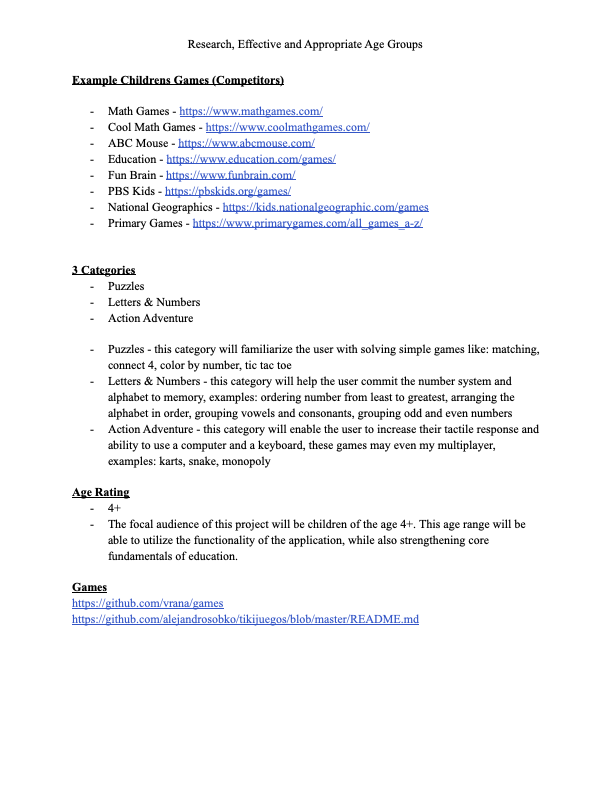 Research, Effective and Appropriate Age Groups
Example Childrens Games (Competitors)
- Math Games - https://www.mathgames.com/
- Cool Math Games - https://www.coolmathgames.com/
- ABC Mouse - https://www.abcmouse.com/
- Education - https://www.education.com/games/
- Fun Brain - https://www.funbrain.com/
- PBS Kids - https://pbskids.org/games/
- National Geographics - https://kids.nationalgeographic.com/games
- Primary Games - https://www.primarygames.com/all_games_a-z/
3 Categories
- Puzzles
- Letters & Numbers
- Action Adventure
- Puzzles - this category will familiarize the user with solving simple games like: matching,
connect 4, color by number, tic tac toe
- Letters & Numbers - this category will help the user commit the number system and
alphabet to memory, examples: ordering number from least to greatest, arranging the
alphabet in order, grouping vowels and consonants, grouping odd and even numbers
- Action Adventure - this category will enable the user to increase their tactile response and
ability to use a computer and a keyboard, these games may even my multiplayer,
examples: karts, snake, monopoly
Age Rating
- 4+
- The focal audience of this project will be children of the age 4+. This age range will be
able to utilize the functionality of the application, while also strengthening core
fundamentals of education.
Games
https://github.com/vrana/games
https://github.com/alejandrosobko/tikijuegos/blob/master/README.md